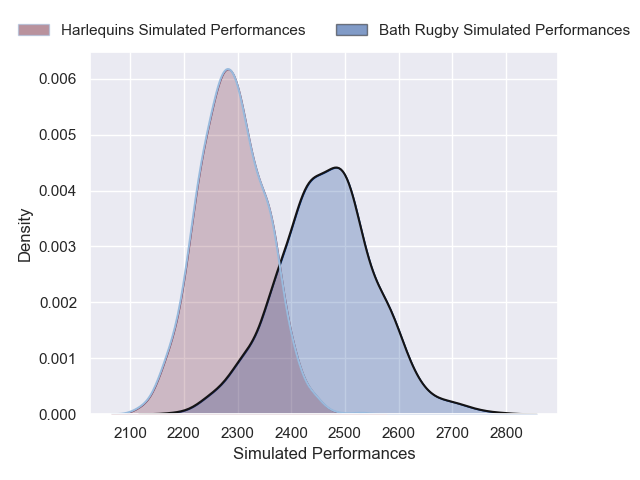 Harlequins Simulated Performances Bath Rugby Simulated Performances
0.006
0.005
0.004
0.003
0.002
0.001
0.000
Density
2100 2200 2300 2400 2500 2600 2700 2800
Simulated Performances